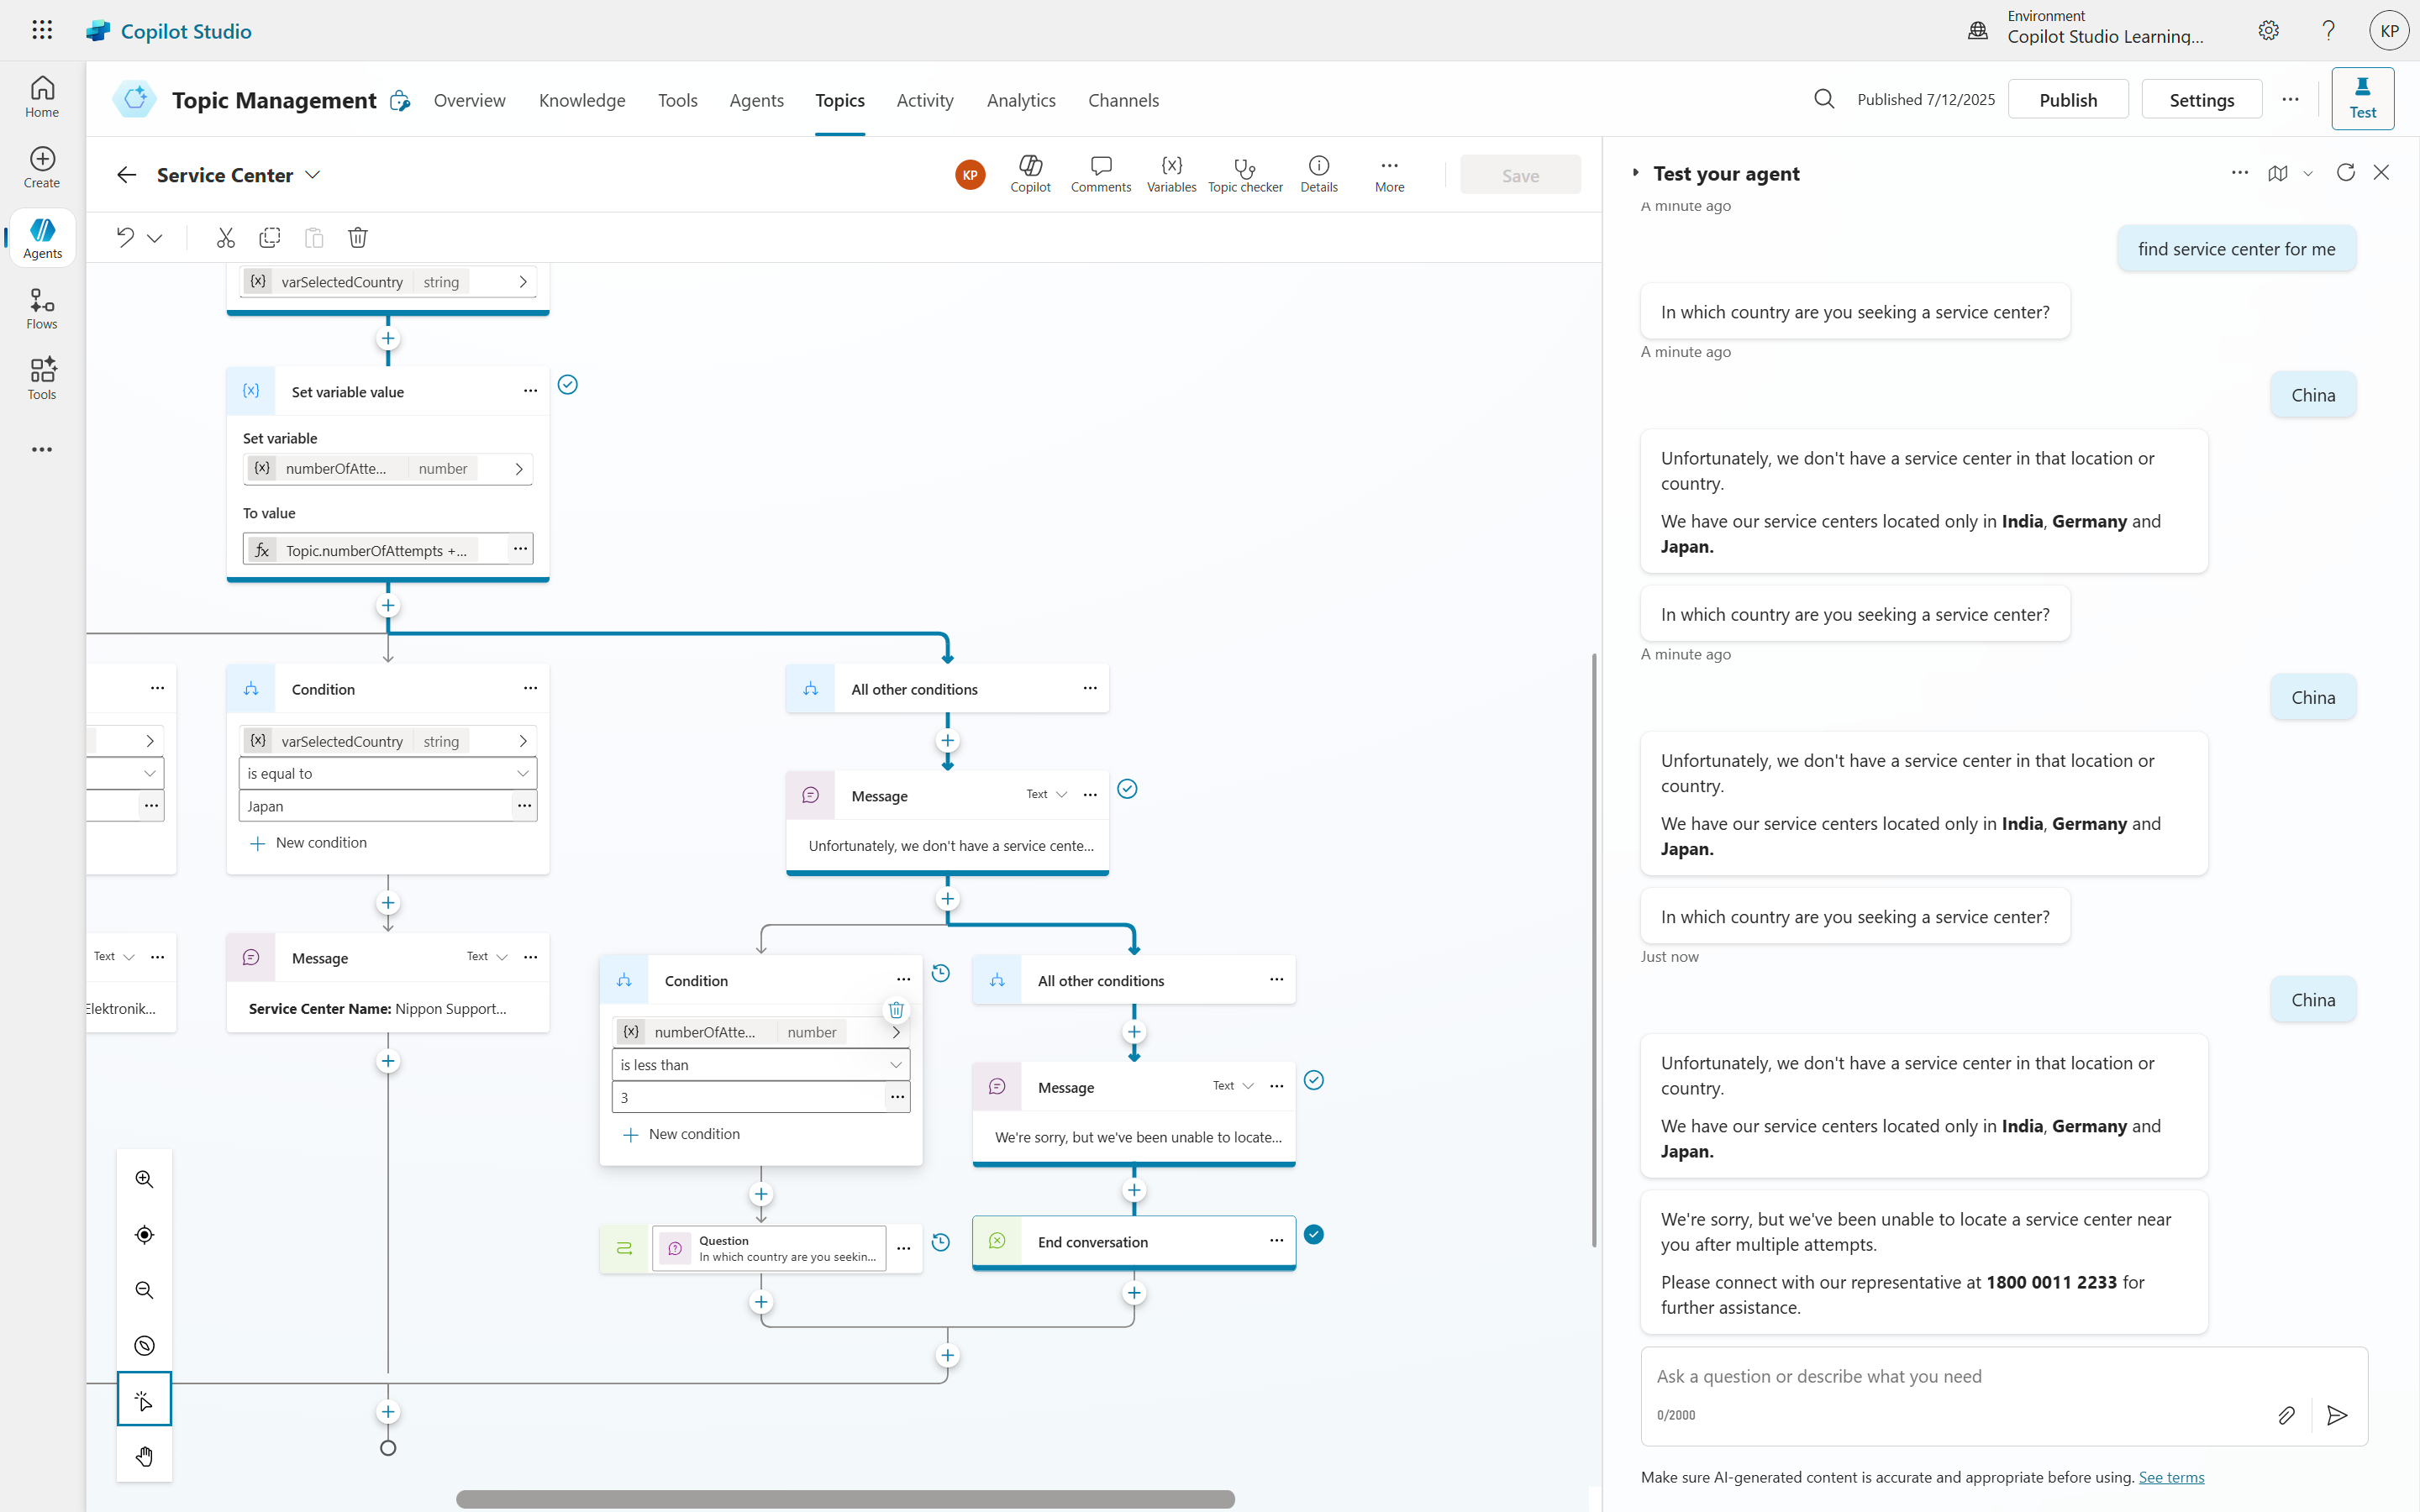 Copilot Studio
Environment
Copilot Studio Learning...
KP
Home
Create
Agents
Flows
Tools
Topic Management
Overview
Knowledge
Tools
Agents
Topics
Activity
Analytics
Channels
Published 7/12/2025
Publish
Settings
Test
Service Center
KP
Copilot
Comments
Variables
Topic checker
Details
More
Save
{x} varSelectedCountry string
{x} Set variable value
Set variable
{x} numberOfAtte... number
To value
fx Topic.numberOfAttempts +...
Condition
{x} varSelectedCountry string
is equal to
Japan
New condition
Text
Elektronik...
Message Text
Service Center Name: Nippon Support...
All other conditions
Message Text
Unfortunately, we don't have a service cente...
Condition
{x} numberOfAtte... number
is less than
3
New condition
Question
In which country are you seekin...
All other conditions
Message Text
We're sorry, but we've been unable to locate...
End conversation
Test your agent
A minute ago
find service center for me
In which country are you seeking a service center?
A minute ago
China
Unfortunately, we don't have a service center in that location or
country.
We have our service centers located only in India, Germany and
Japan.
In which country are you seeking a service center?
A minute ago
China
Unfortunately, we don't have a service center in that location or
country.
We have our service centers located only in India, Germany and
Japan.
In which country are you seeking a service center?
Just now
China
Unfortunately, we don't have a service center in that location or
country.
We have our service centers located only in India, Germany and
Japan.
We're sorry, but we've been unable to locate a service center near
you after multiple attempts.
Please connect with our representative at 1800 0011 2233 for
further assistance.
Ask a question or describe what you need
0/2000
Make sure AI-generated content is accurate and appropriate before using. See terms